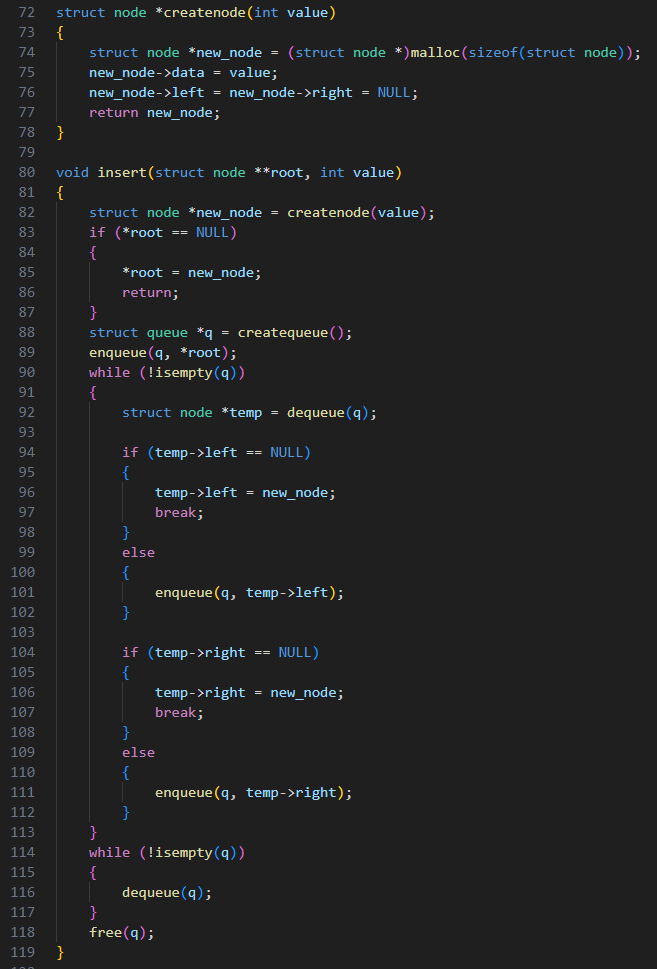 72 struct node *createnode(int value)
73 {
74     struct node *new_node = (struct node *)malloc(sizeof(struct node));
75     new_node->data = value;
76     new_node->left = new_node->right = NULL;
77     return new_node;
78 }
79
80 void insert(struct node **root, int value)
81 {
82     struct node *new_node = createnode(value);
83     if (*root == NULL)
84     {
85         *root = new_node;
86         return;
87     }
88     struct queue *q = createqueue();
89     enqueue(q, *root);
90     while (!isempty(q))
91     {
92         struct node *temp = dequeue(q);
93
94         if (temp->left == NULL)
95         {
96             temp->left = new_node;
97             break;
98         }
99         else
100         {
101             enqueue(q, temp->left);
102         }
103
104         if (temp->right == NULL)
105         {
106             temp->right = new_node;
107             break;
108         }
109         else
110         {
111             enqueue(q, temp->right);
112         }
113     }
114     while (!isempty(q))
115     {
116         dequeue(q);
117     }
118     free(q);
119 }